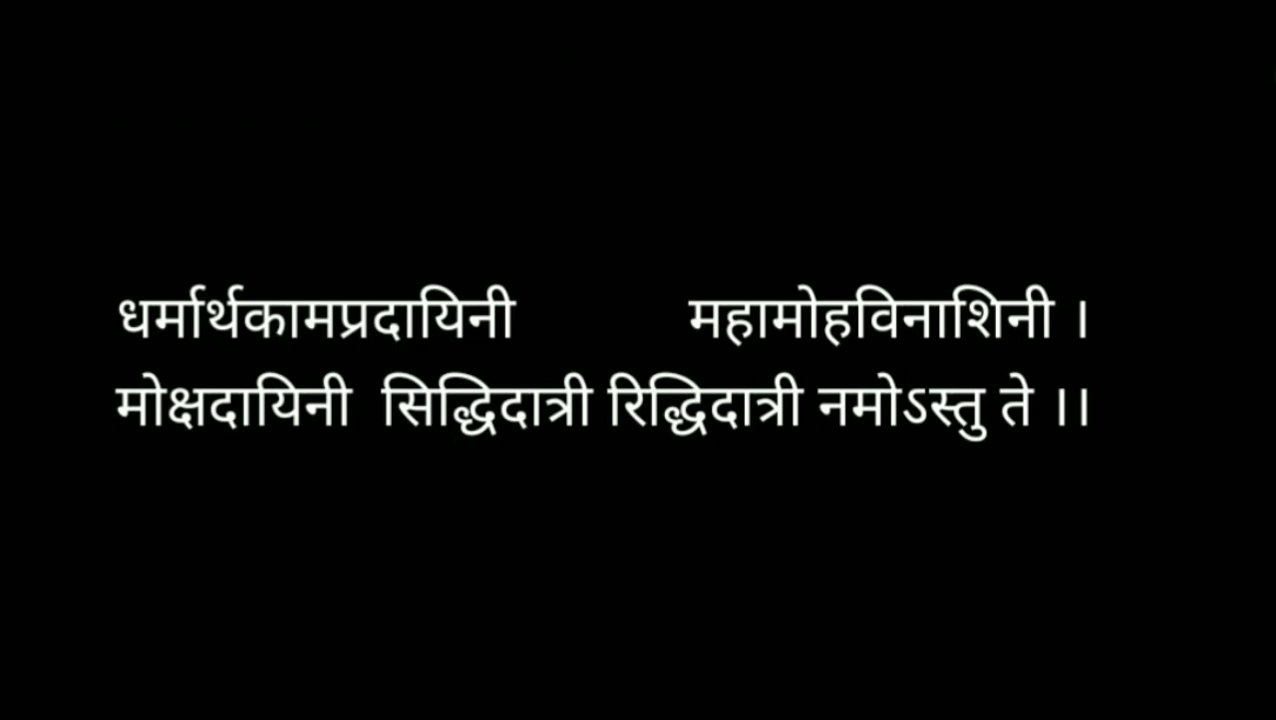 धर्मार्थकामप्रदायिनी महामोहविनाशिनी ।
मोक्षदायिनी सिद्धिदात्री रिद्धिदात्री नमोऽस्तु ते ।।